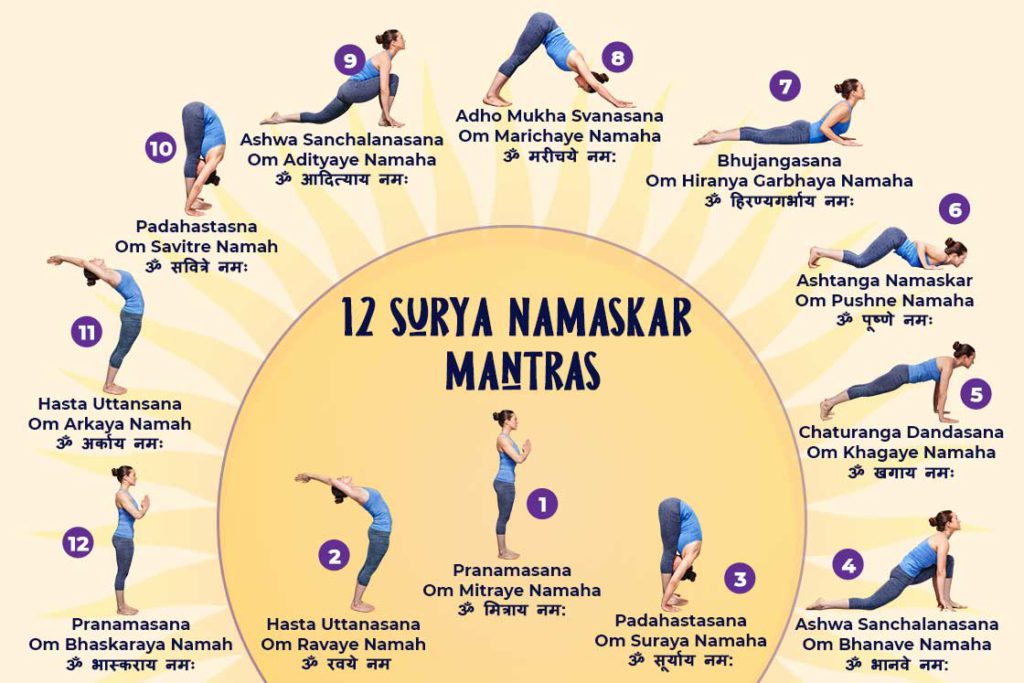 12 SURYA NAMASKAR
MANTRAS
1
Pranamasana
Om Mitraye Namaha
ॐ मित्राय नम:
2
Hasta Uttanasana
Om Ravaye Namah
ॐ रवये नम
3
Padahastasana
Om Suraya Namaha
ॐ सूर्याय नम:
4
Ashwa Sanchalanasana
Om Bhanave Namaha
ॐ भानवे नम:
5
Chaturanga Dandasana
Om Khagaye Namaha
ॐ खगाय नमः
6
Ashtanga Namaskar
Om Pushne Namaha
ॐ पूष्णे नमः
7
Bhujangasana
Om Hiranya Garbhaya Namaha
ॐ हिरण्यगर्भाय नमः
8
Adho Mukha Svanasana
Om Marichaye Namaha
ॐ मरीचये नम:
9
Ashwa Sanchalanasana
Om Adityaye Namaha
ॐ आदित्याय नमः
10
Padahastasna
Om Savitre Namah
ॐ सवित्रे नमः
11
Hasta Uttansana
Om Arkaya Namah
ॐ अर्काय नमः
12
Pranamasana
Om Bhaskaraya Namah
ॐ भास्कराय नमः